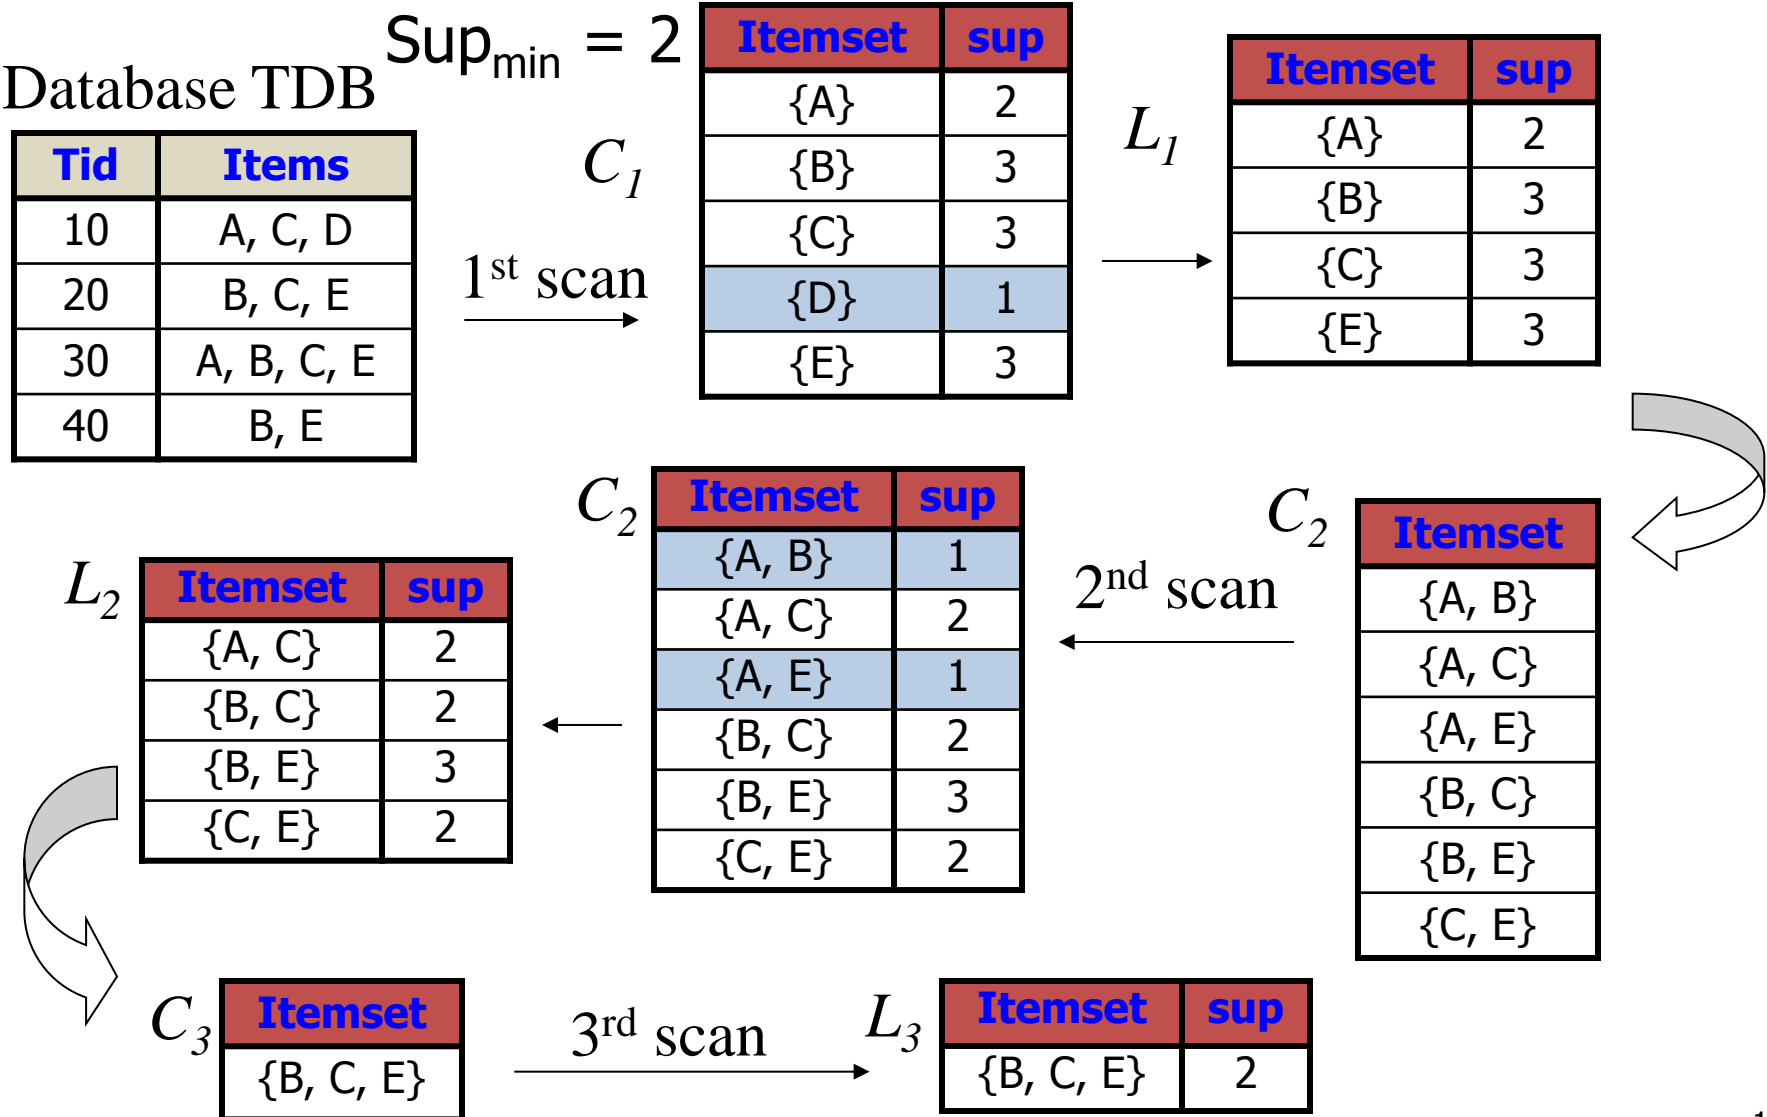 Sup_min = 2
Database TDB
Tid Items
10 A, C, D
20 B, C, E
30 A, B, C, E
40 B, E
1st scan
C1
Itemset sup
{A} 2
{B} 3
{C} 3
{D} 1
{E} 3
L1
Itemset sup
{A} 2
{B} 3
{C} 3
{E} 3
C2
Itemset
{A, B}
{A, C}
{A, E}
{B, C}
{B, E}
{C, E}
2nd scan
C2
Itemset sup
{A, B} 1
{A, C} 2
{A, E} 1
{B, C} 2
{B, E} 3
{C, E} 2
L2
Itemset sup
{A, C} 2
{B, C} 2
{B, E} 3
{C, E} 2
C3
Itemset
{B, C, E}
3rd scan
L3
Itemset sup
{B, C, E} 2